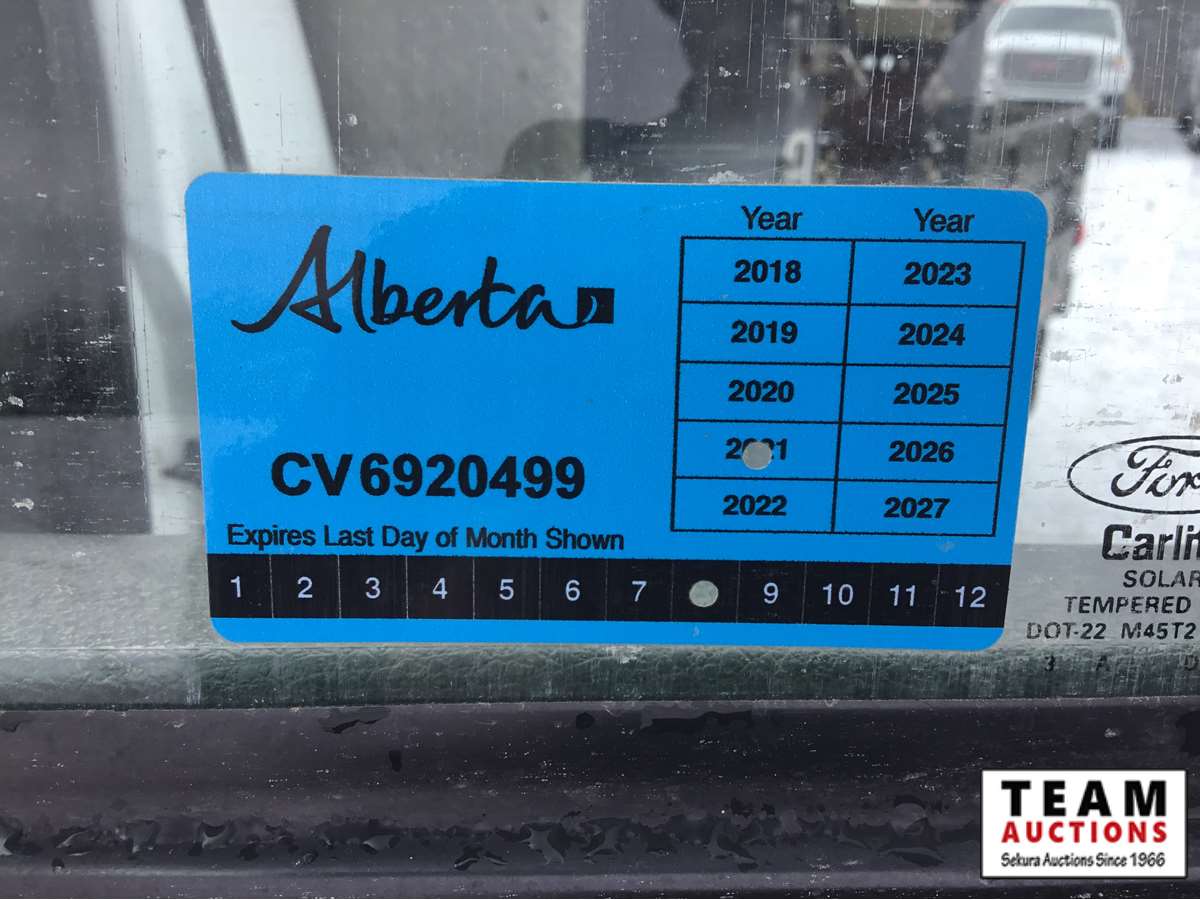 Alberta
Year Year
2018 2023
2019 2024
2020 2025
2026
2022 2027
CV6920499
Expires Last Day of Month Shown
1 2 3 4 5 6 7 9 10 11 12
Ford
SOLAR
TEMPERED
DOT-22 M45T2
3 A
TEAM
AUCTIONS
Sekura Auctions Since 1966